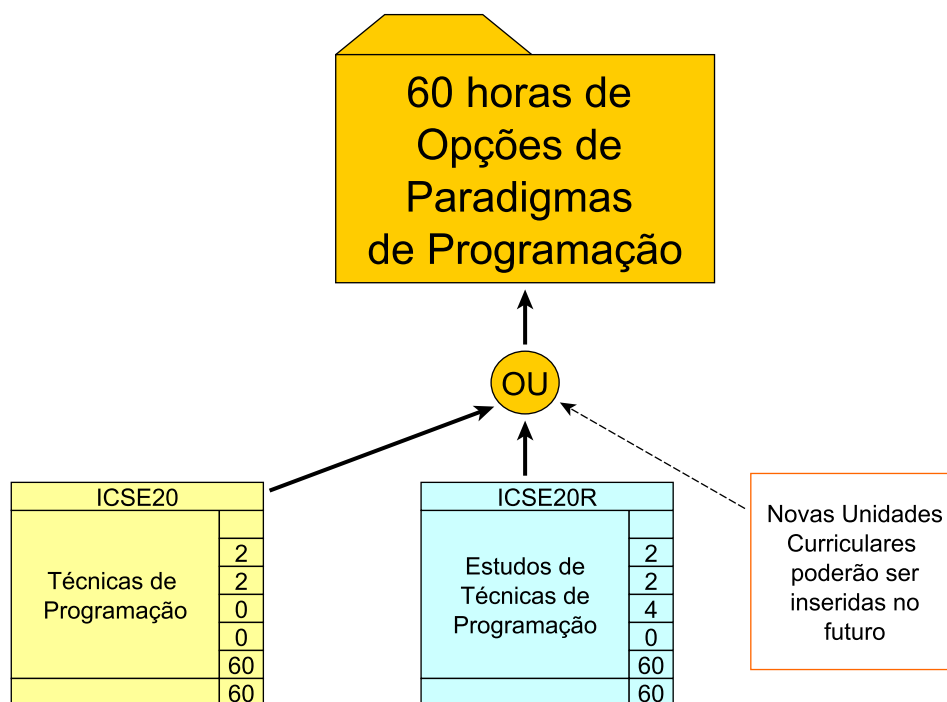 60 horas de
Opções de
Paradigmas
de Programação
OU
ICSE20
Técnicas de
Programação
2
2
0
0
60
60
ICSE20R
Estudos de
Técnicas de
Programação
2
2
4
0
60
60
Novas Unidades
Curriculares
poderão ser
inseridas no
futuro